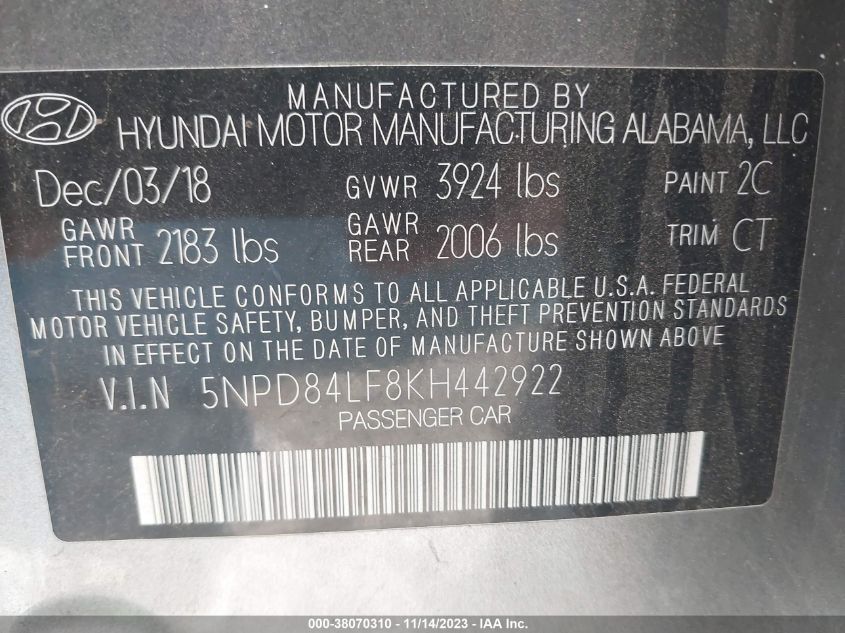 MANUFACTURED BY
HYUNDAI MOTOR MANUFACTURING ALABAMA, LLC
Dec/03/18 GVWR 3924 lbs PAINT 2C
GAWR FRONT 2183 lbs GAWR REAR 2006 lbs TRIM CT
THIS VEHICLE CONFORMS TO ALL APPLICABLE U.S.A. FEDERAL
MOTOR VEHICLE SAFETY, BUMPER, AND THEFT PREVENTION STANDARDS
IN EFFECT ON THE DATE OF MANUFACTURE SHOWN ABOVE
V.I.N 5NPD84LF8KH442922
PASSENGER CAR
000-38070310 - 11/14/2023 - IAA Inc.